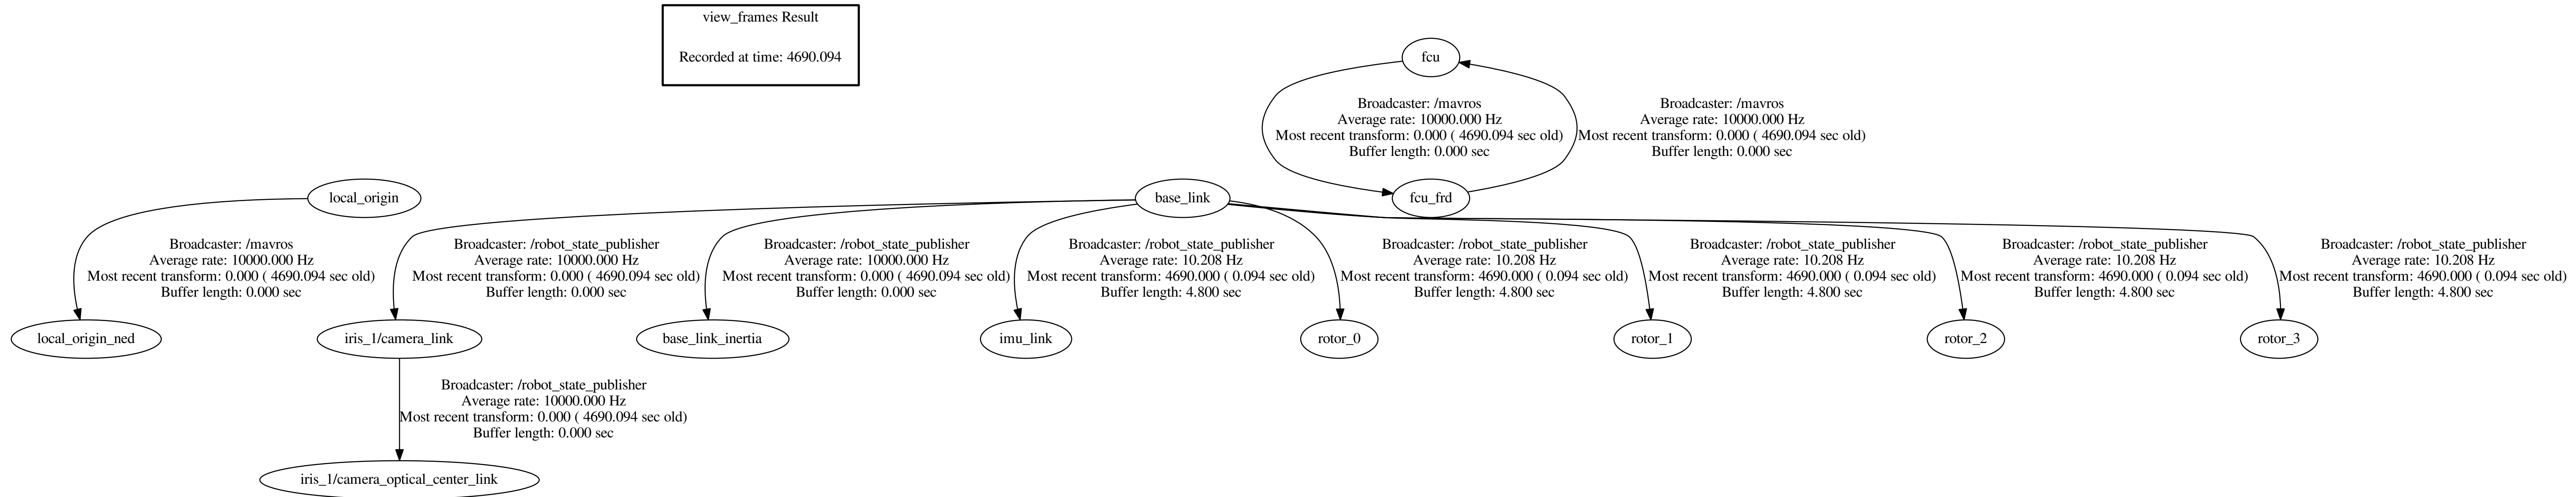 view_frames Result
Recorded at time: 4690.094
fcu
Broadcaster: /mavros
Average rate: 10000.000 Hz
Most recent transform: 0.000 ( 4690.094 sec old)
Buffer length: 0.000 sec
Broadcaster: /mavros
Average rate: 10000.000 Hz
Most recent transform: 0.000 ( 4690.094 sec old)
Buffer length: 0.000 sec
local_origin
base_link
fcu_frd
Broadcaster: /mavros
Average rate: 10000.000 Hz
Most recent transform: 0.000 ( 4690.094 sec old)
Buffer length: 0.000 sec
Broadcaster: /robot_state_publisher
Average rate: 10000.000 Hz
Most recent transform: 0.000 ( 4690.094 sec old)
Buffer length: 0.000 sec
Broadcaster: /robot_state_publisher
Average rate: 10000.000 Hz
Most recent transform: 0.000 ( 4690.094 sec old)
Buffer length: 0.000 sec
Broadcaster: /robot_state_publisher
Average rate: 10.208 Hz
Most recent transform: 4690.000 ( 0.094 sec old)
Buffer length: 4.800 sec
Broadcaster: /robot_state_publisher
Average rate: 10.208 Hz
Most recent transform: 4690.000 ( 0.094 sec old)
Buffer length: 4.800 sec
Broadcaster: /robot_state_publisher
Average rate: 10.208 Hz
Most recent transform: 4690.000 ( 0.094 sec old)
Buffer length: 4.800 sec
Broadcaster: /robot_state_publisher
Average rate: 10.208 Hz
Most recent transform: 4690.000 ( 0.094 sec old)
Buffer length: 4.800 sec
Broadcaster: /robot_state_publisher
Average rate: 10.208 Hz
Most recent transform: 4690.000 ( 0.094 sec old)
Buffer length: 4.800 sec
local_origin_ned
iris_1/camera_link
base_link_inertia
imu_link
rotor_0
rotor_1
rotor_2
rotor_3
Broadcaster: /robot_state_publisher
Average rate: 10000.000 Hz
Most recent transform: 0.000 ( 4690.094 sec old)
Buffer length: 0.000 sec
iris_1/camera_optical_center_link